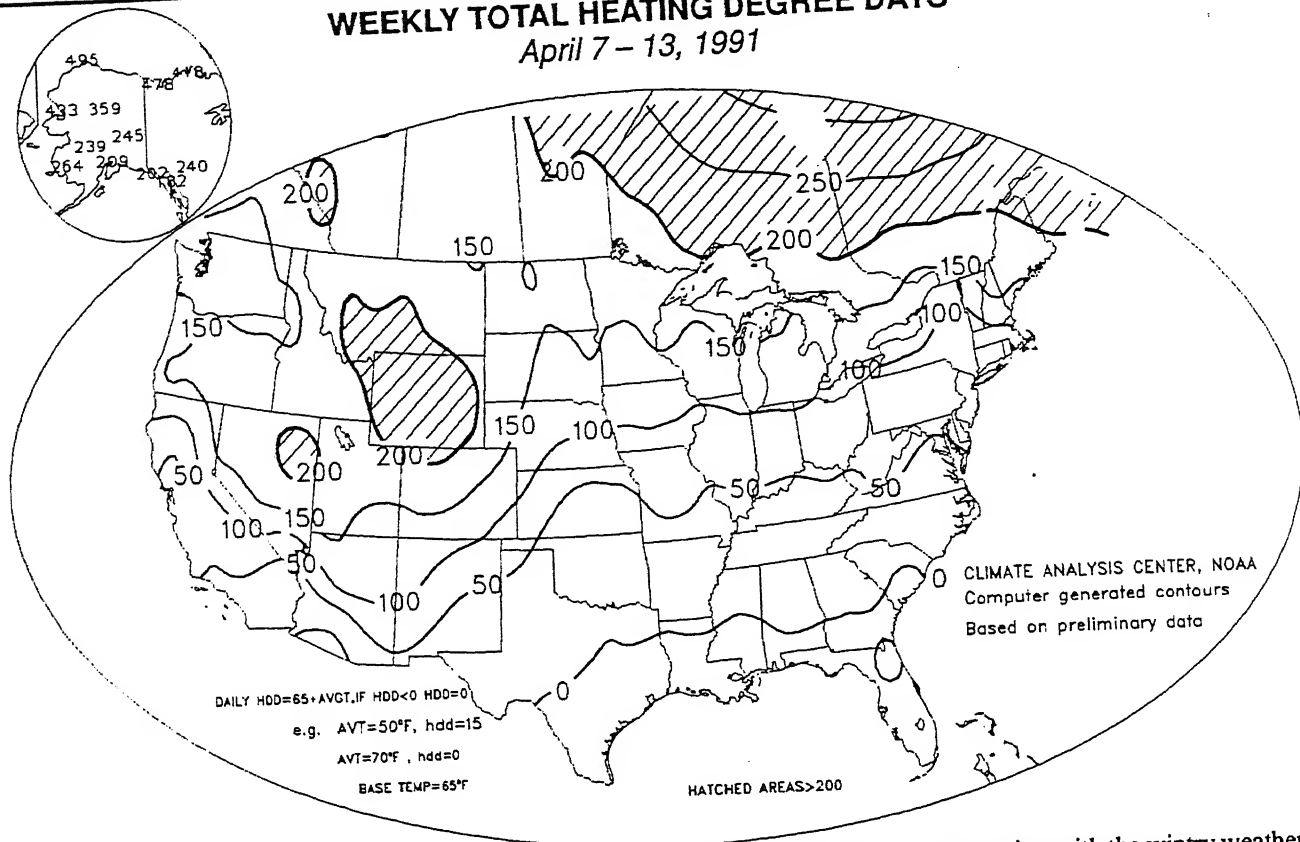 WEEKLY TOTAL HEATING DEGREE DAYS
April 7 – 13, 1991
495
478
433 359
239 245
264 209
202 240
200
200
250
200
150
150
150
150
100
100
200
200
150
100
50
50
50
150
100
50
100
50
0
0
CLIMATE ANALYSIS CENTER, NOAA
Computer generated contours
Based on preliminary data
DAILY HDD=65+AVGT,IF HDD<0 HDD=0
e.g. AVT=50°F, hdd=15
AVT=70°F , hdd=0
BASE TEMP=65°F
HATCHED AREAS>200
with the wintry weather